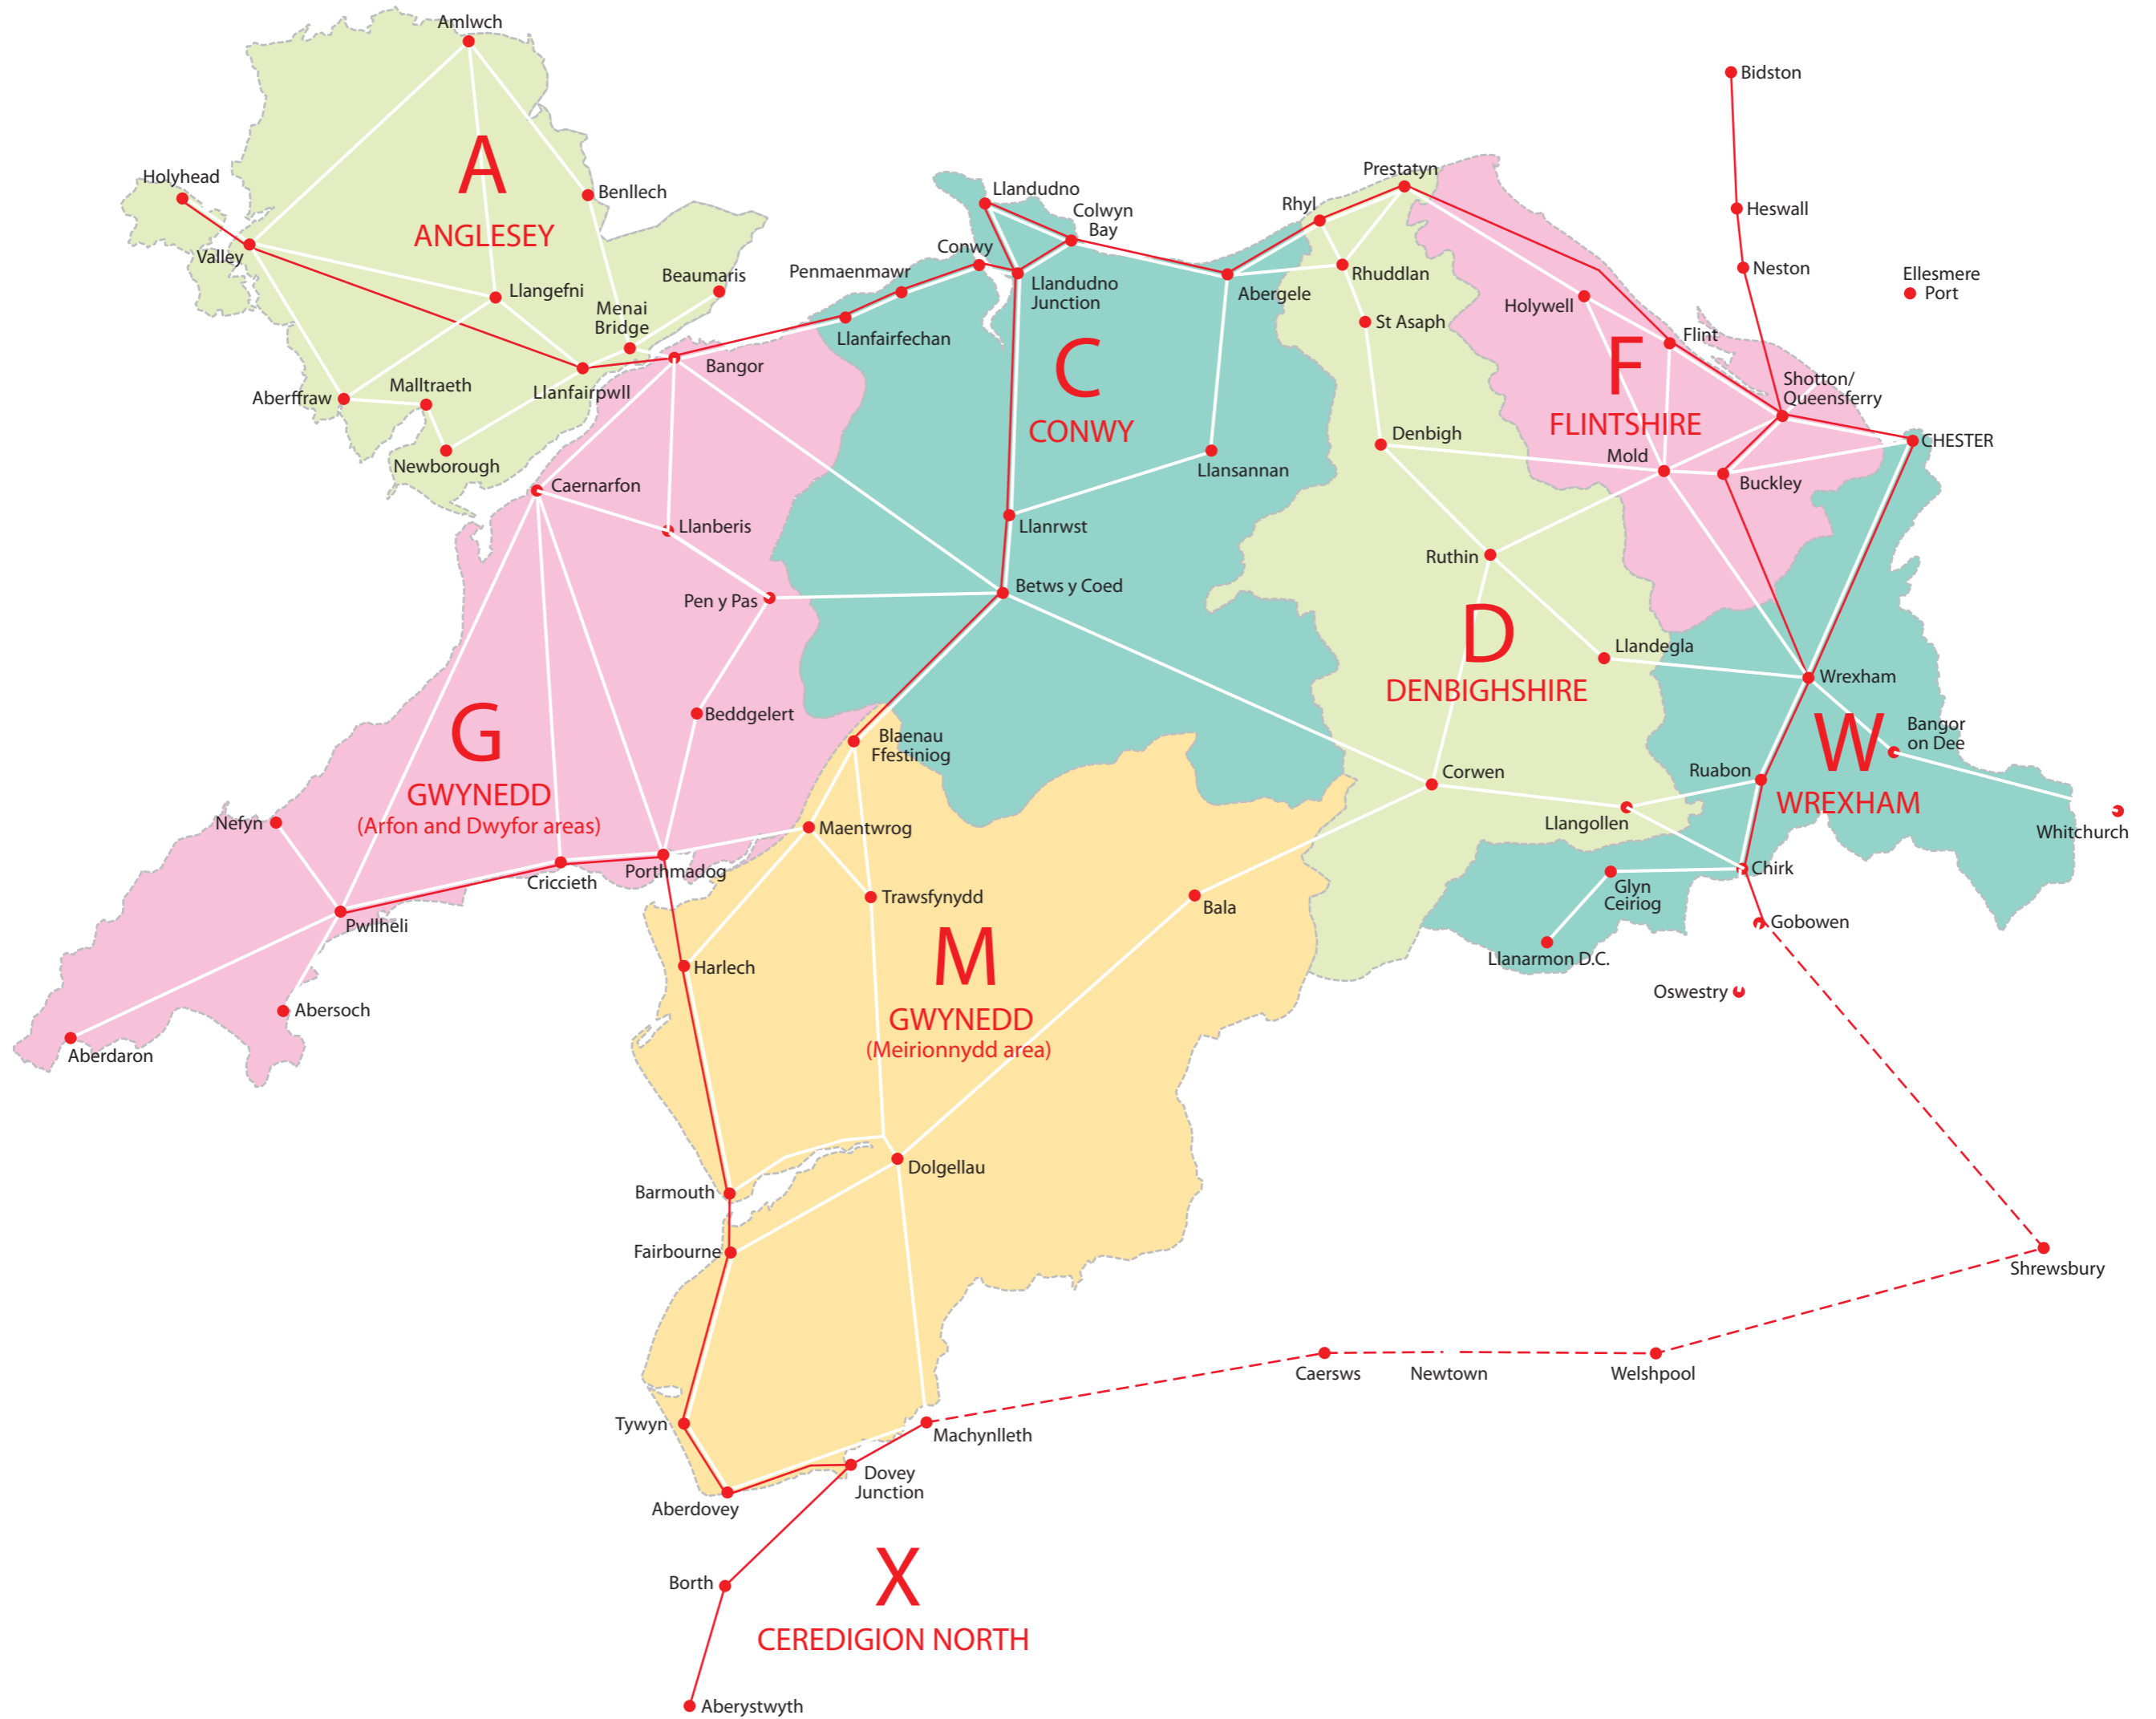 Amlwch
Bidston
Holyhead
A
ANGLESEY
Benllech
Prestatyn
Llandudno
Colwyn
Bay
Rhyl
Heswall
Valley
Conwy
Neston
Beaumaris
Penmaenmawr
Llangefni
Menai
Bridge
Llandudno
Junction
Abergele
Rhuddlan
Holywell
Ellesmere
Port
Llanfairfechan
St Asaph
Flint
Bangor
C
CONWY
F
FLINTSHIRE
Shotton/
Queensferry
Aberffraw
Malltraeth
Llanfairpwll
Newborough
Denbigh
CHESTER
Mold
Llansannan
Buckley
Caernarfon
Llanberis
Llanrwst
Ruthin
Pen y Pas
Betws y Coed
D
DENBIGHSHIRE
Llandegla
Wrexham
Beddgelert
G
GWYNEDD
(Arfon and Dwyfor areas)
Blaenau
Ffestiniog
W
WREXHAM
Bangor
on Dee
Corwen
Ruabon
Nefyn
Maentwrog
Llangollen
Whitchurch
Criccieth
Porthmadog
Chirk
Trawsfynydd
Bala
Glyn
Ceiriog
Pwllheli
Gobowen
M
GWYNEDD
(Meirionnydd area)
Harlech
Llanarmon D.C.
Oswestry
Abersoch
Aberdaron
Dolgellau
Barmouth
Fairbourne
Shrewsbury
Caersws
Newtown
Welshpool
Tywyn
Machynlleth
Dovey
Junction
Aberdovey
Borth
X
CEREDIGION NORTH
Aberystwyth